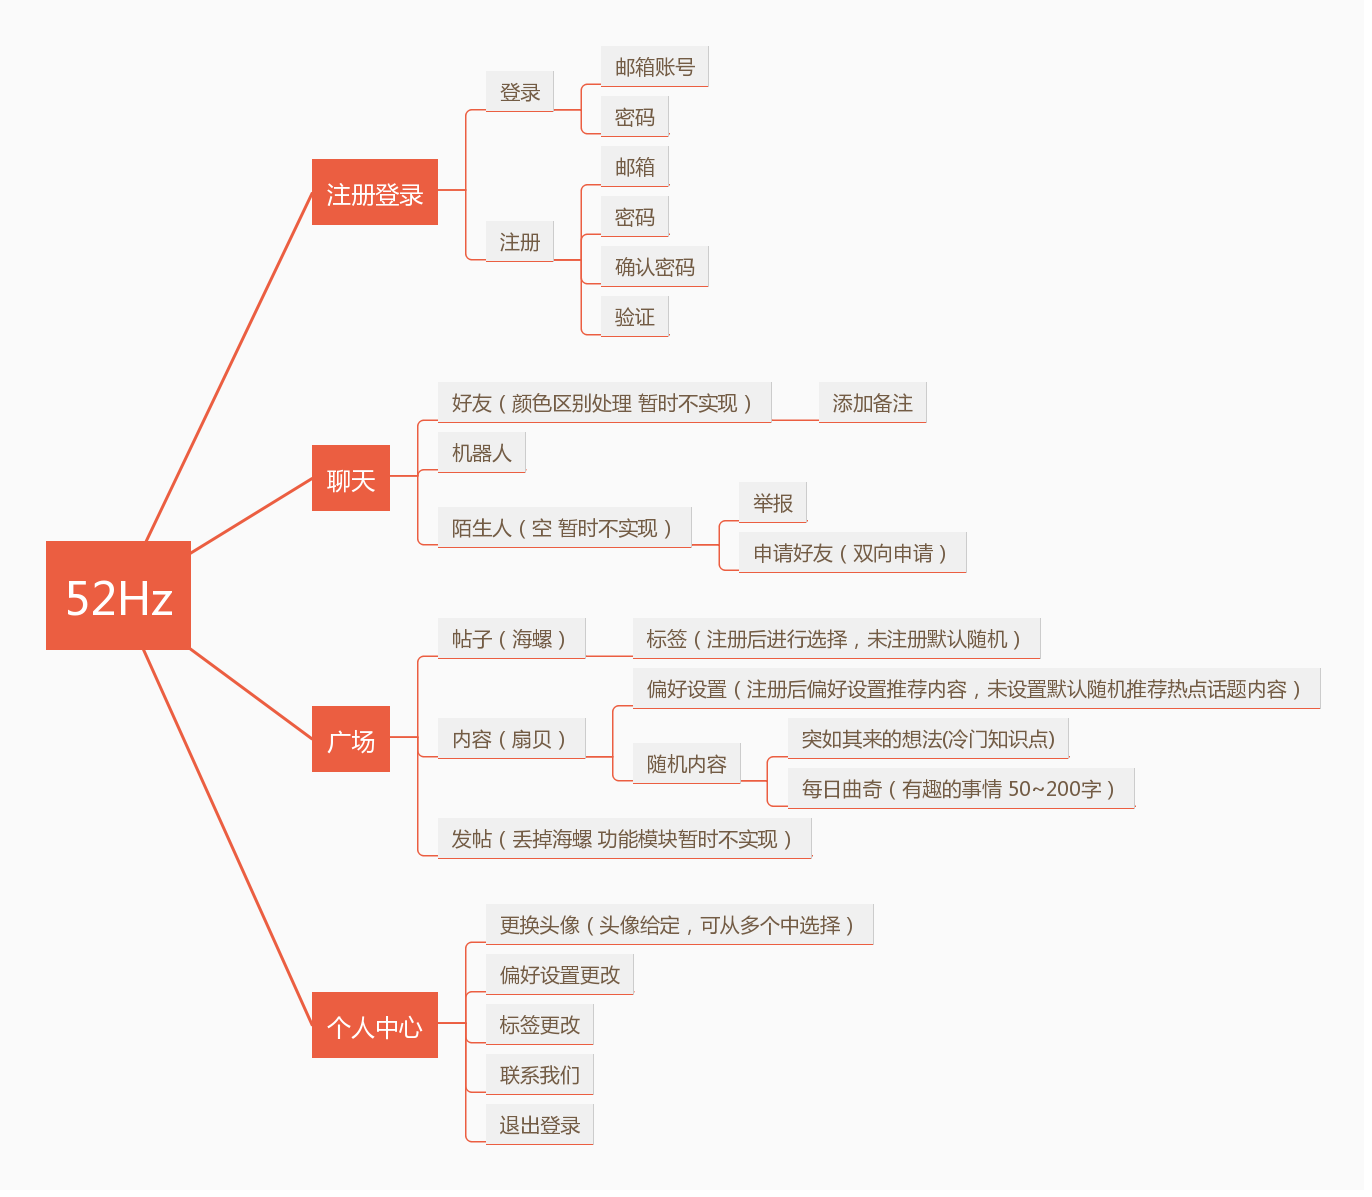 52Hz
注册登录
登录
邮箱账号
密码
注册
邮箱
密码
确认密码
验证
聊天
好友（颜色区别处理 暂时不实现）
添加备注
机器人
陌生人（空 暂时不实现）
举报
申请好友（双向申请）
广场
帖子（海螺）
标签（注册后进行选择，未注册默认随机）
内容（扇贝）
偏好设置（注册后偏好设置推荐内容，未设置默认随机推荐热点话题内容）
随机内容
突如其来的想法(冷门知识点)
每日曲奇（有趣的事情 50~200字）
发帖（丢掉海螺 功能模块暂时不实现）
个人中心
更换头像（头像给定，可从多个中选择）
偏好设置更改
标签更改
联系我们
退出登录